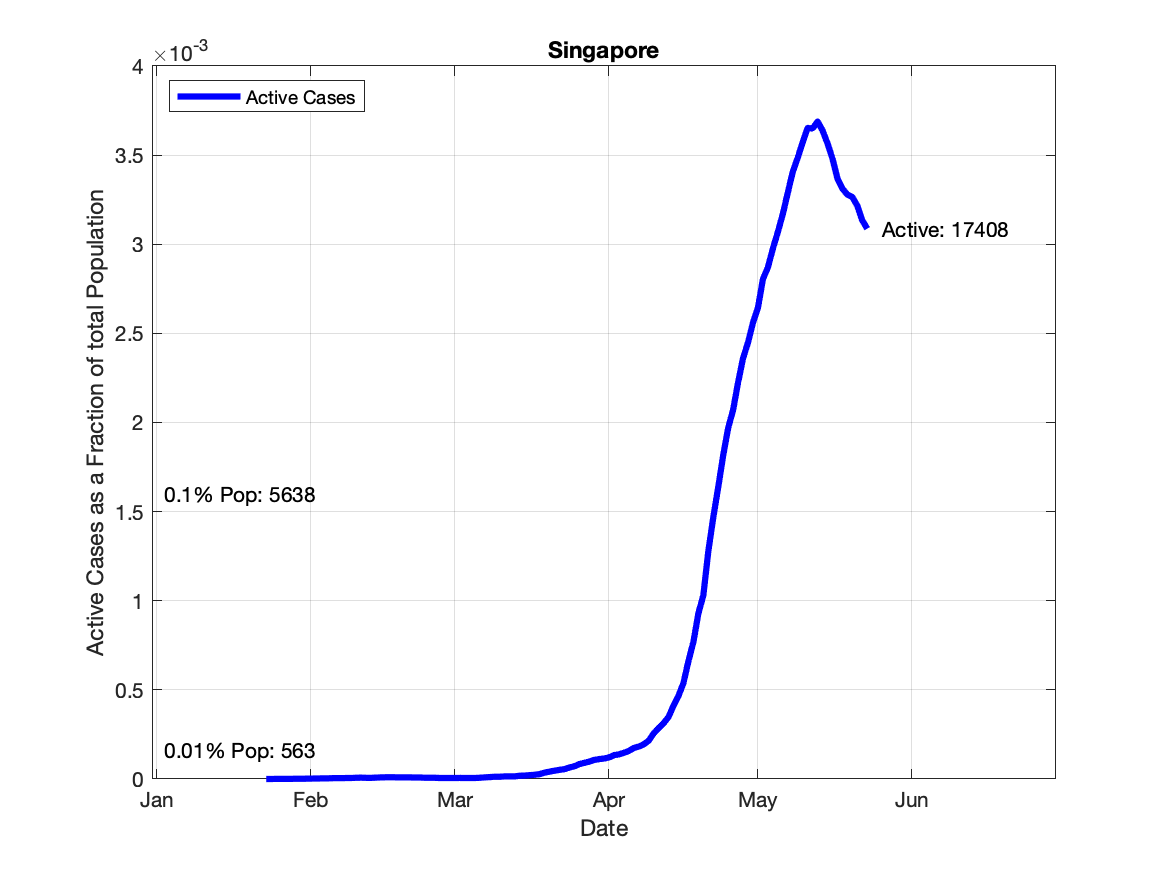 Singapore
×10-3
4
Active Cases
3.5
3
Active: 17408
2.5
2
0.1% Pop: 5638
1.5
1
0.5
0.01% Pop: 563
0
Active Cases as a Fraction of total Population
Jan Feb Mar Apr May Jun
Date